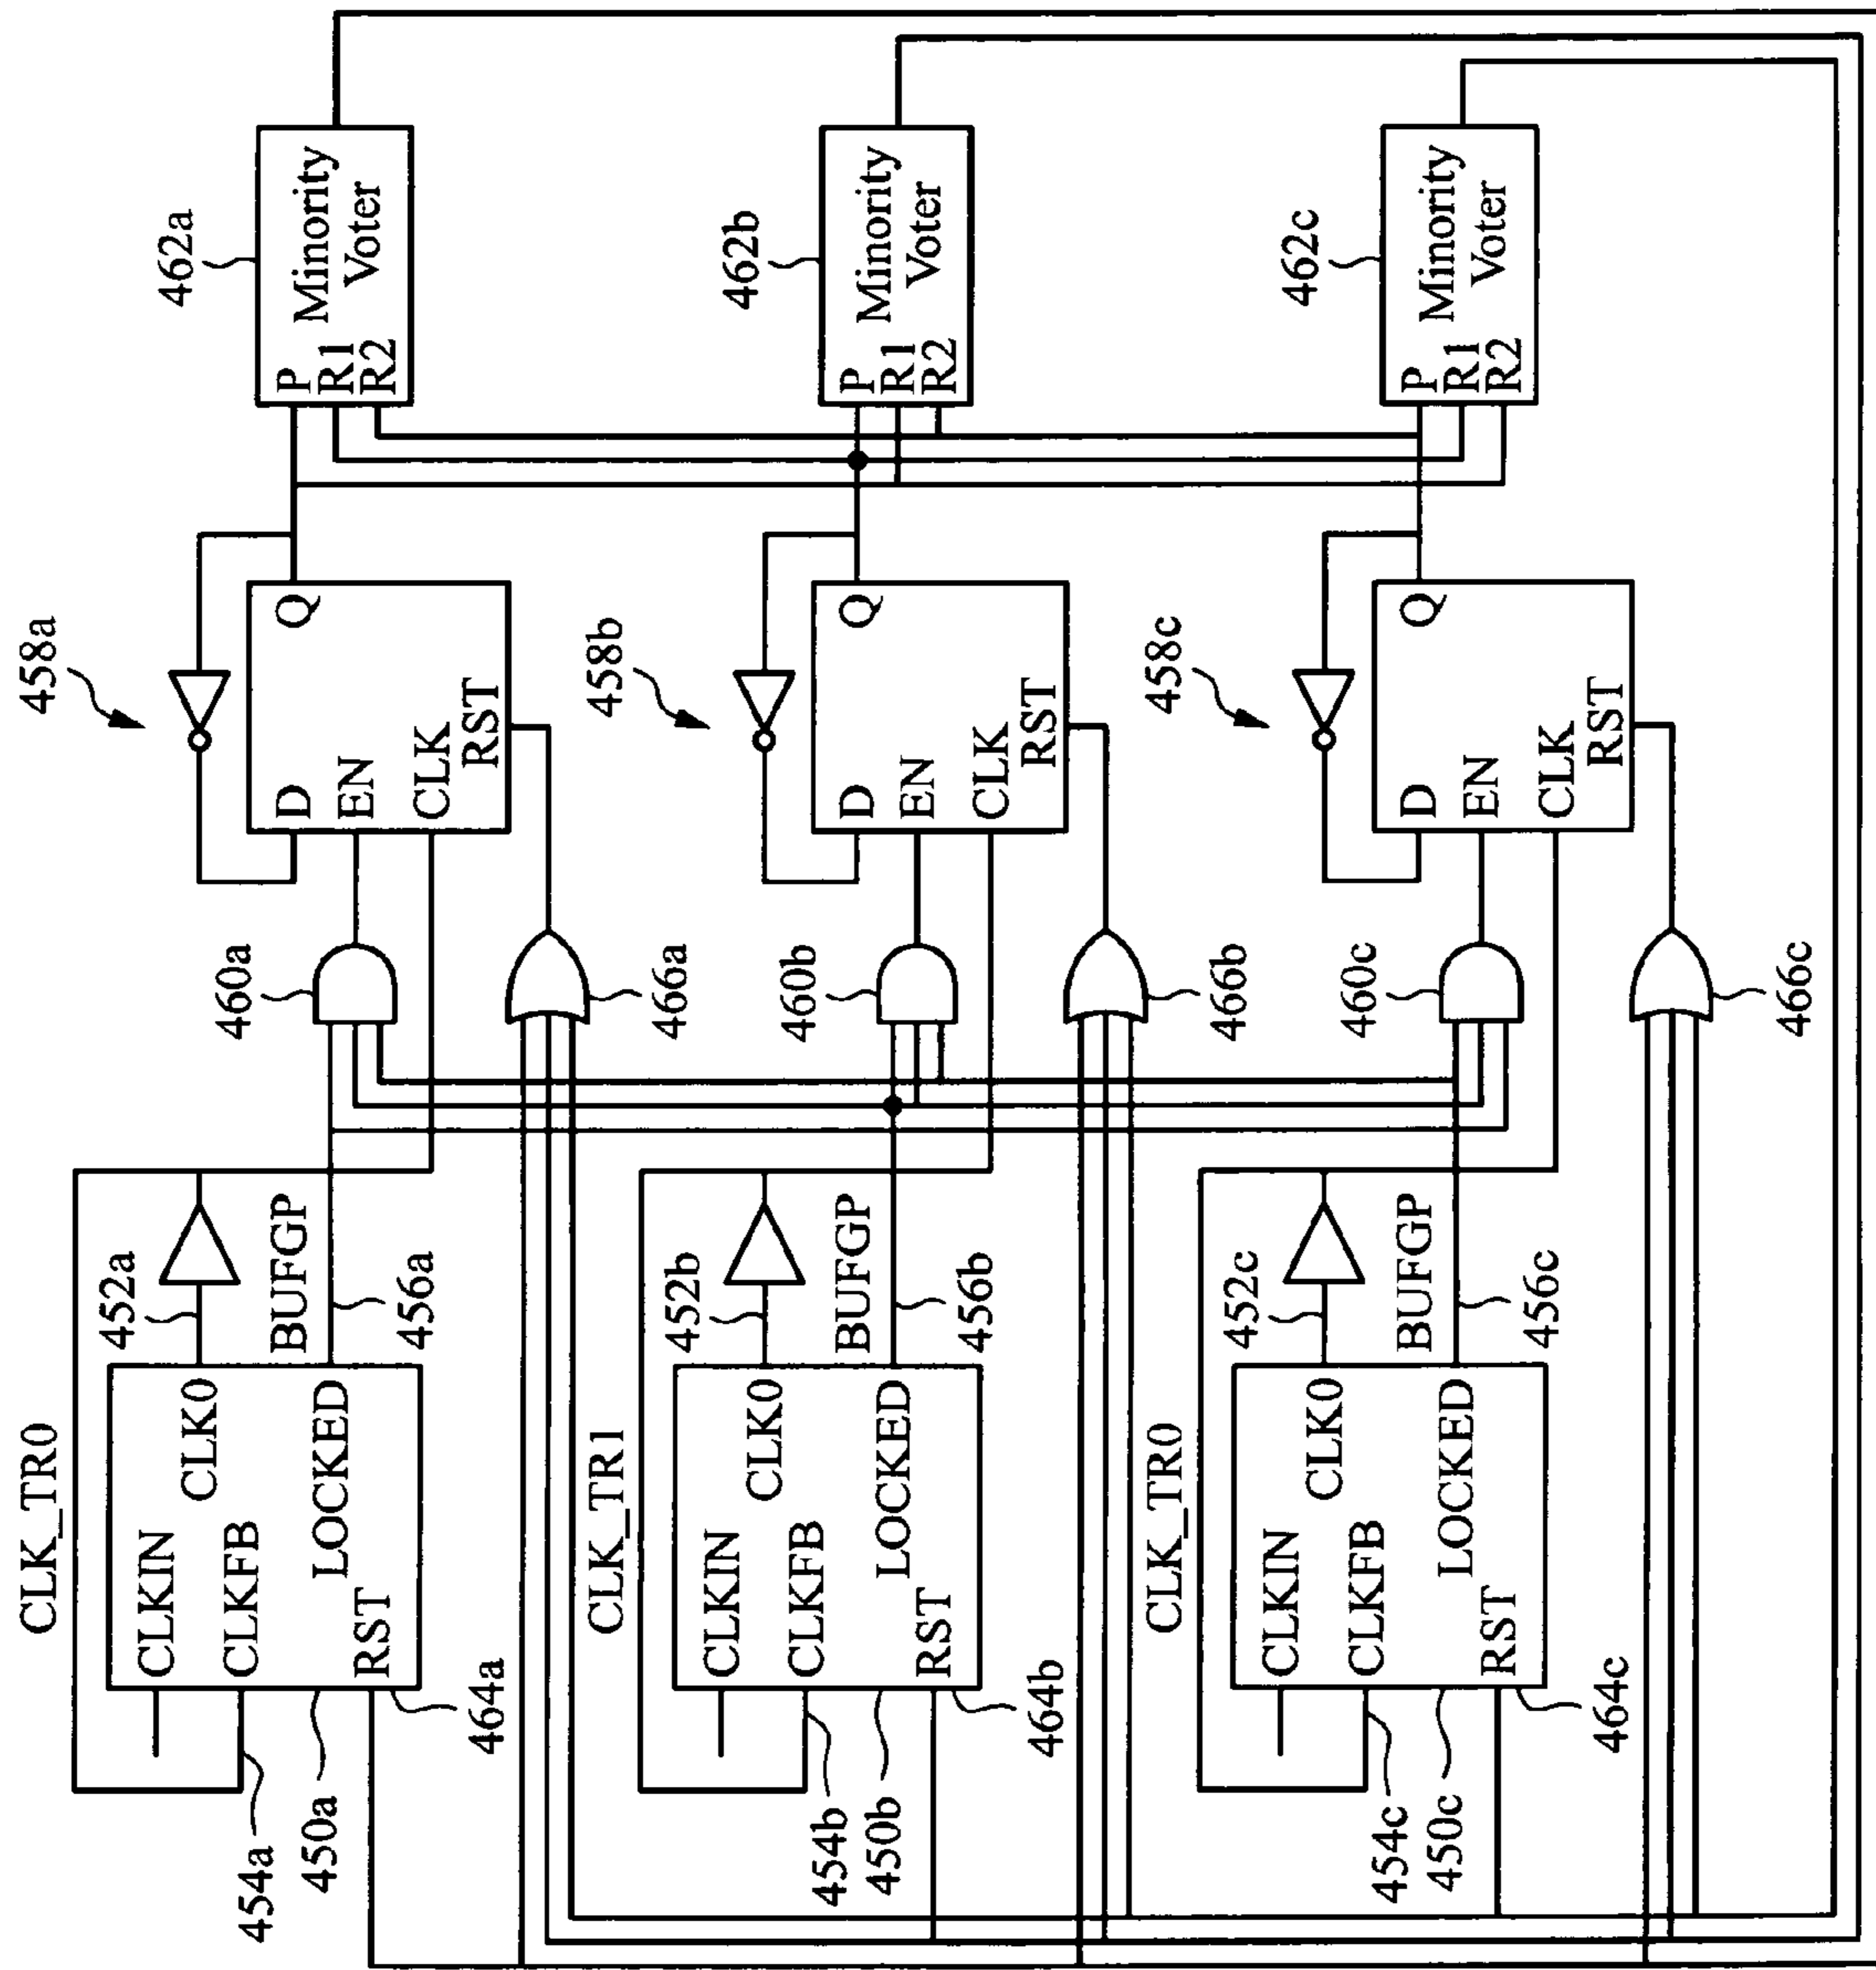 CLK_TR0
CLKIN
CLKFB
CLK0
LOCKED
RST
454a
450a
464a
452a
BUFGP
456a
460a
466a
458a
D
EN
CLK
RST
Q
462a
P
R1
R2
Minority
Voter
CLK_TR1
CLKIN
CLKFB
CLK0
LOCKED
RST
454b
450b
464b
452b
BUFGP
456b
460b
466b
458b
D
EN
CLK
RST
Q
462b
P
R1
R2
Minority
Voter
CLK_TR0
CLKIN
CLKFB
CLK0
LOCKED
RST
454c
450c
464c
452c
BUFGP
456c
460c
466c
458c
D
EN
CLK
RST
Q
462c
P
R1
R2
Minority
Voter